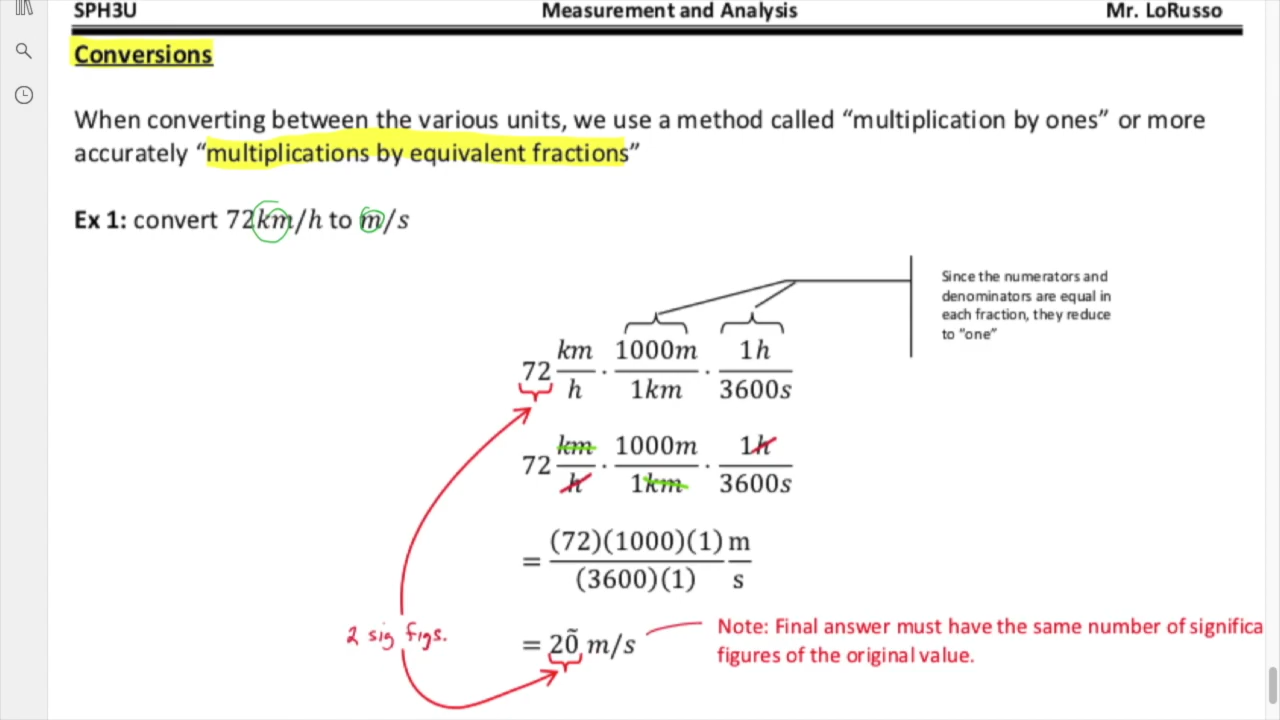 SPH3U Measurement and Analysis Mr. LoRusso
Conversions
When converting between the various units, we use a method called “multiplication by ones” or more
accurately “multiplications by equivalent fractions”
Ex 1: convert 72km/h to m/s
Since the numerators and
denominators are equal in
each fraction, they reduce
to “one”
72 km/h · 1000m/1km · 1h/3600s
72 km/h · 1000m/1km · 1h/3600s
= (72)(1000)(1)/(3600)(1) m/s
2 sig figs.
= 20̃ m/s
Note: Final answer must have the same number of significa
figures of the original value.